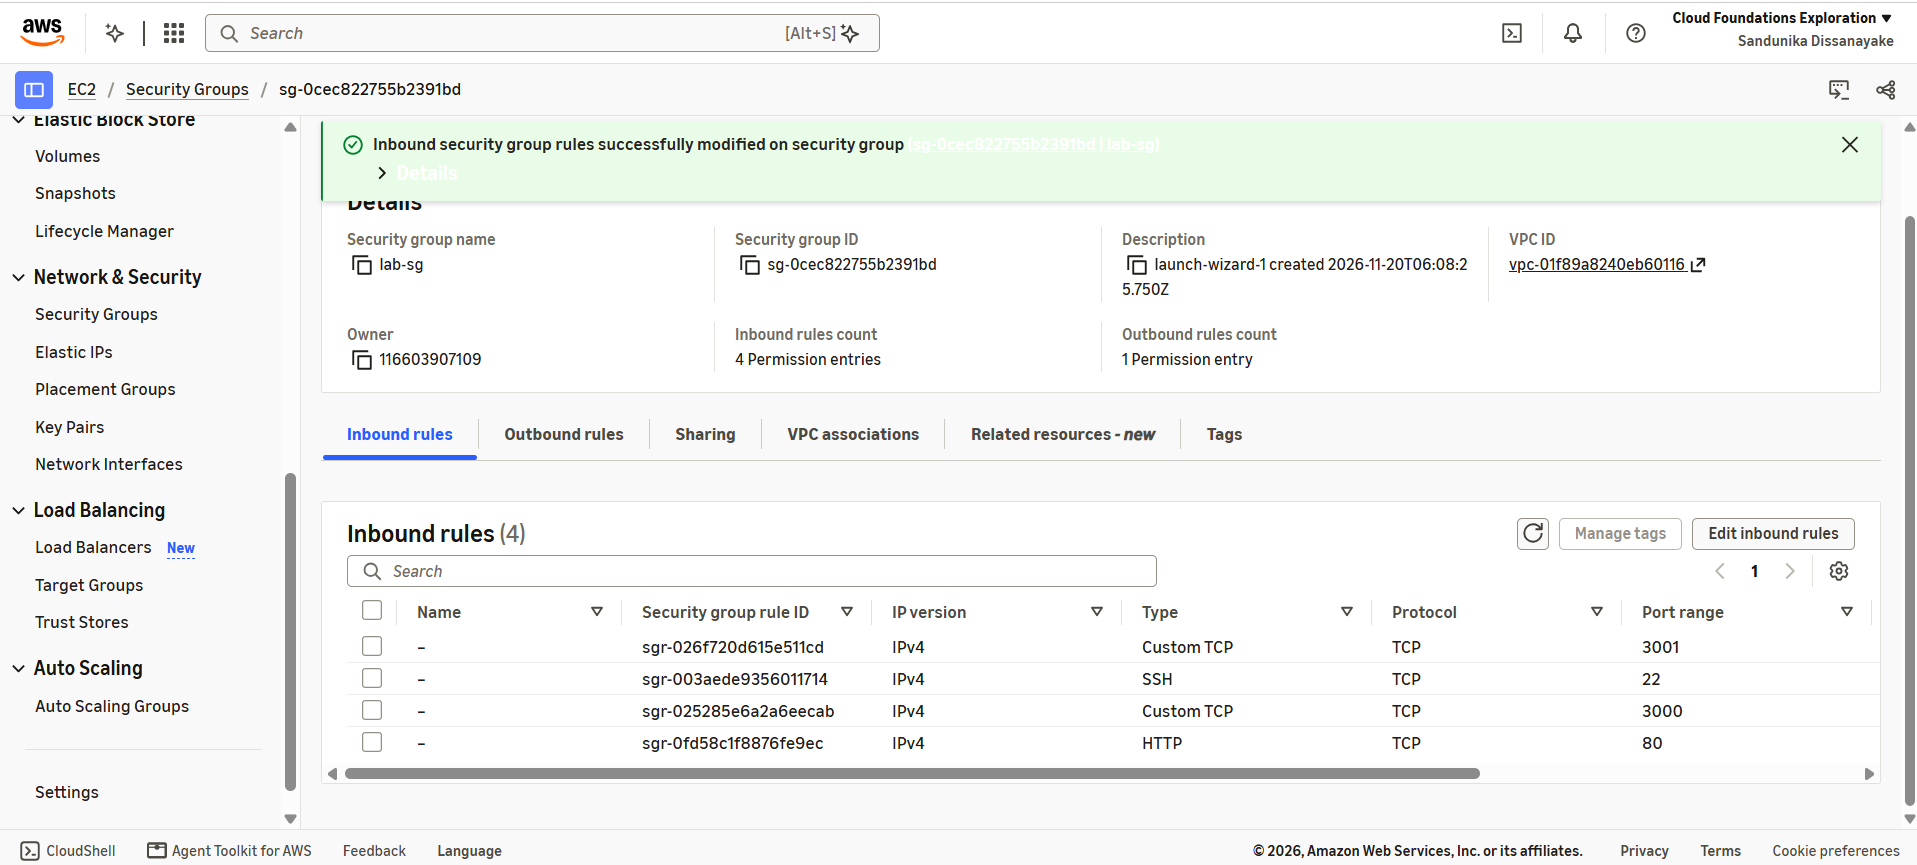 aws
Search [Alt+S]
Cloud Foundations Exploration
Sandunika Dissanayake
EC2 / Security Groups / sg-0cec822755b2391bd
Elastic Block Store
Volumes
Snapshots
Lifecycle Manager
Network & Security
Security Groups
Elastic IPs
Placement Groups
Key Pairs
Network Interfaces
Load Balancing
Load Balancers New
Target Groups
Trust Stores
Auto Scaling
Auto Scaling Groups
Settings
Inbound security group rules successfully modified on security group (sg-0cec822755b2391bd | lab-sg)
Details
Details
Security group name
lab-sg
Security group ID
sg-0cec822755b2391bd
Description
launch-wizard-1 created 2026-11-20T06:08:2
5.750Z
VPC ID
vpc-01f89a8240eb60116
Owner
116603907109
Inbound rules count
4 Permission entries
Outbound rules count
1 Permission entry
Inbound rules Outbound rules Sharing VPC associations Related resources - new Tags
Inbound rules (4)
Manage tags Edit inbound rules
Search
1
Name Security group rule ID IP version Type Protocol Port range
– sgr-026f720d615e511cd IPv4 Custom TCP TCP 3001
– sgr-003aede9356011714 IPv4 SSH TCP 22
– sgr-025285e6a2a6eecab IPv4 Custom TCP TCP 3000
– sgr-0fd58c1f8876fe9ec IPv4 HTTP TCP 80
CloudShell Agent Toolkit for AWS Feedback Language © 2026, Amazon Web Services, Inc. or its affiliates. Privacy Terms Cookie preferences